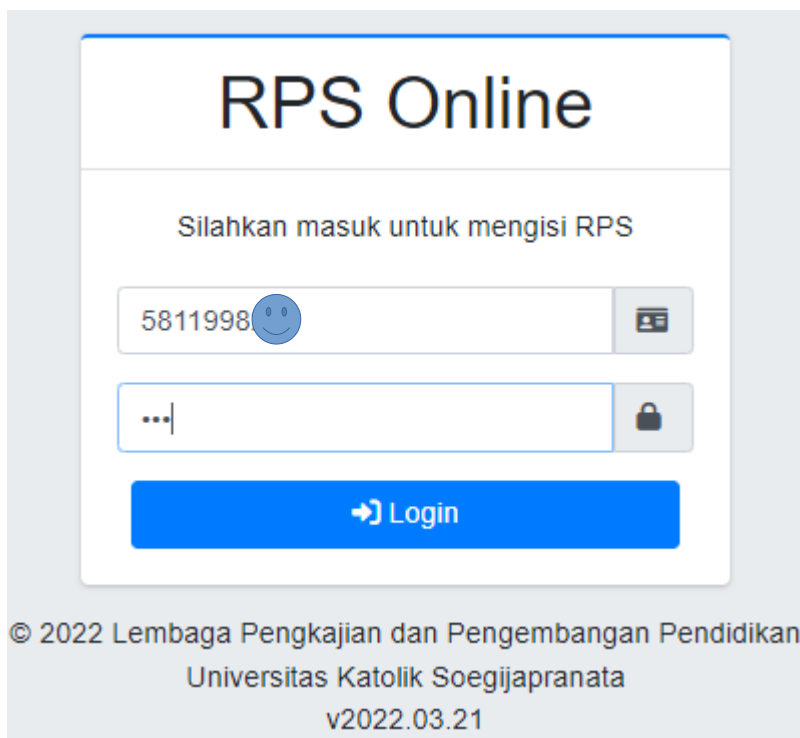 RPS Online
Silahkan masuk untuk mengisi RPS
5811998
Login
© 2022 Lembaga Pengkajian dan Pengembangan Pendidikan
Universitas Katolik Soegijapranata
v2022.03.21